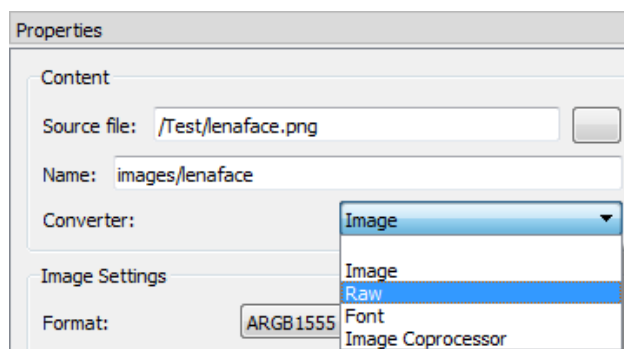 Properties
Content
Source file: /Test/lenaface.png
Name: images/lenaface
Converter: Image
Image
Raw
Font
Image Coprocessor
Image Settings
Format: ARGB1555